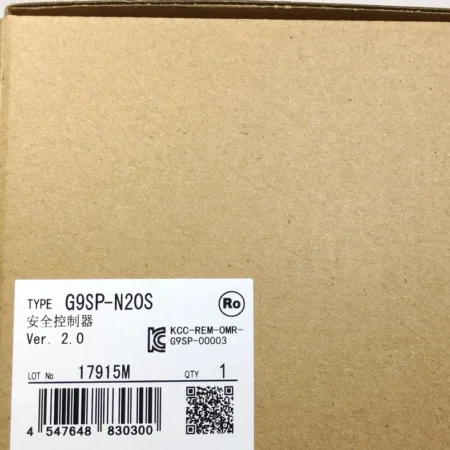 TYPE G9SP-N20S Ro
安全控制器
Ver. 2.0
KCC-REM-OMR-
G9SP-00003
LOT No 17915M QTY 1
4 547648 830300